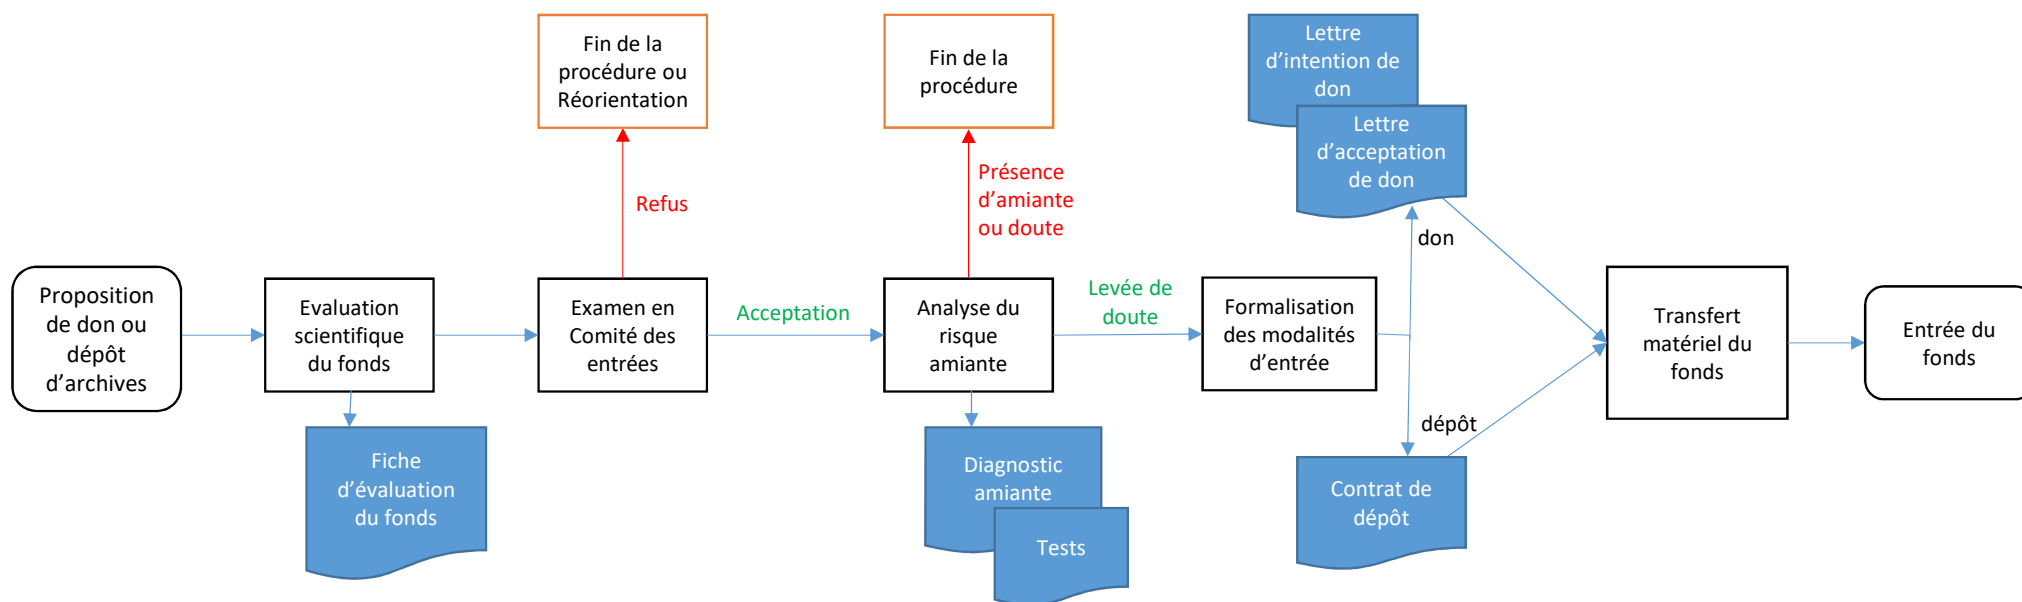 Proposition
de don ou
dépôt
d'archives
Evaluation
scientifique
du fonds
Fiche
d'évaluation
du fonds
Examen en
Comité des
entrées
Refus
Fin de la
procédure ou
Réorientation
Acceptation
Analyse du
risque
amiante
Présence
d'amiante
ou doute
Fin de la
procédure
Diagnostic
amiante
Tests
Levée de
doute
Formalisation
des modalités
d'entrée
don
Lettre
d'intention de
don
Lettre
d'acceptation
de don
dépôt
Contrat de
dépôt
Transfert
matériel du
fonds
Entrée du
fonds